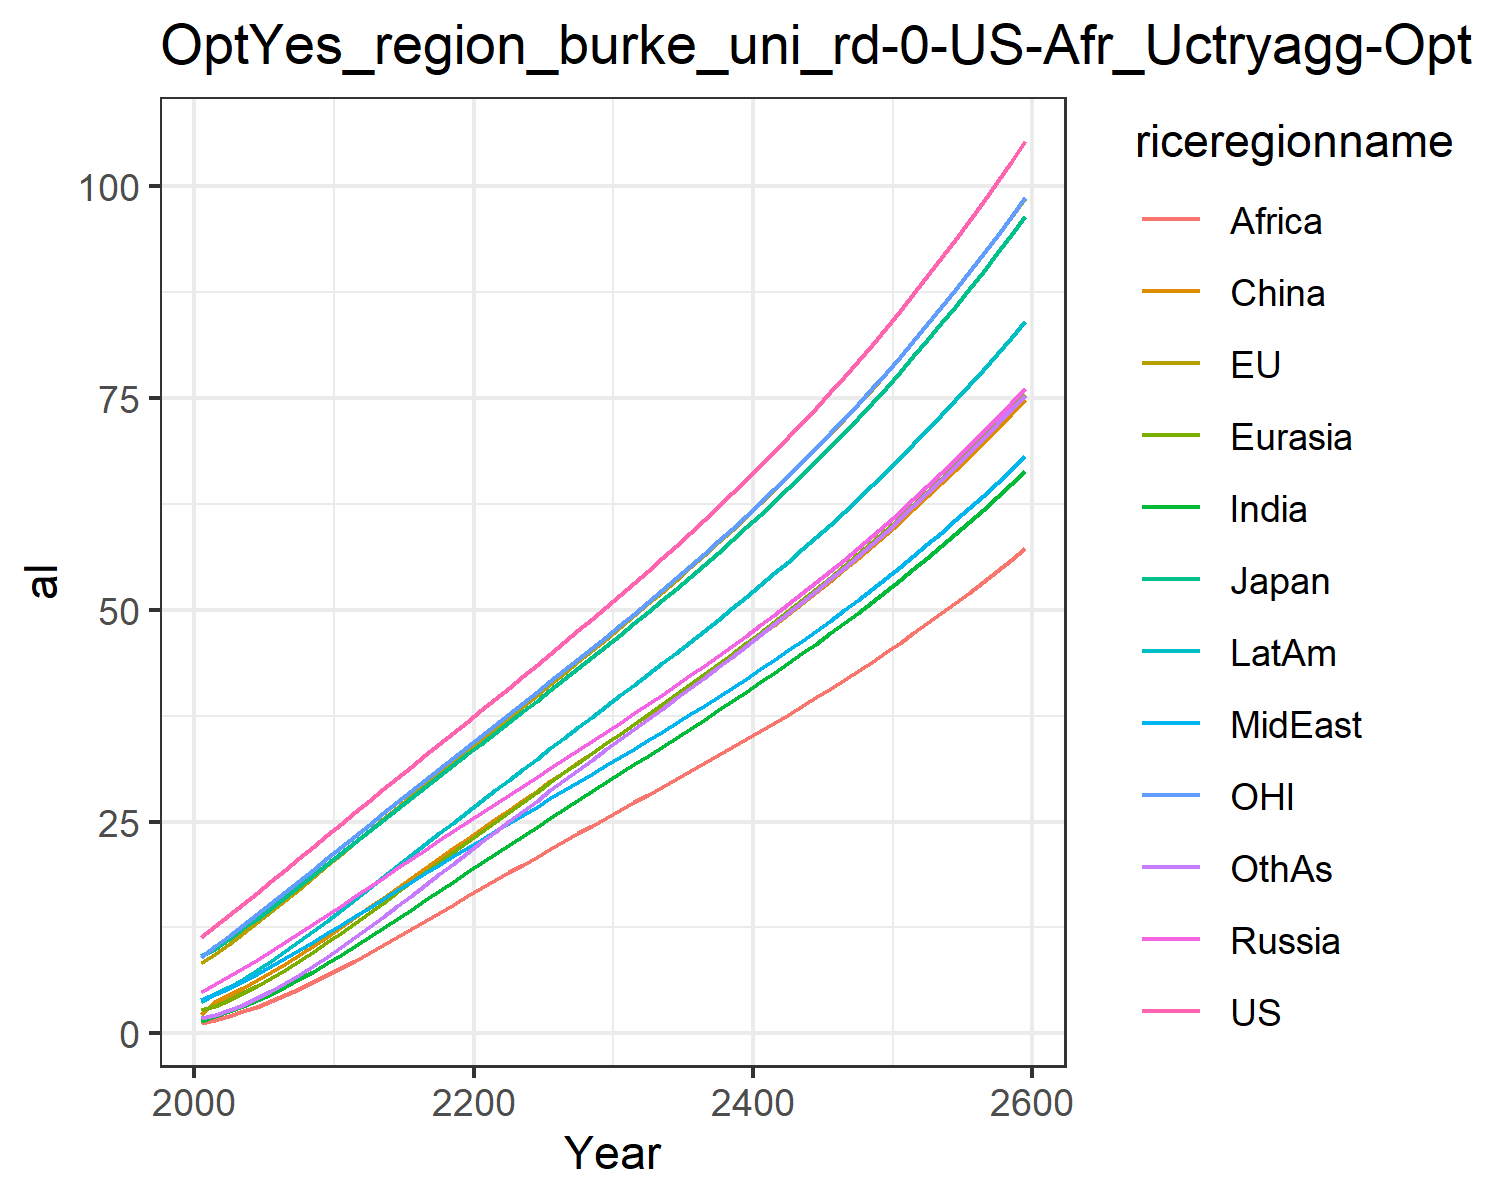 OptYes_region_burke_uni_rd-0-US-Afr_Uctryagg-Opt
riceregionname
Africa
China
EU
Eurasia
India
Japan
LatAm
MidEast
OHI
OthAs
Russia
US
al
100
75
50
25
0
2000 2200 2400 2600
Year